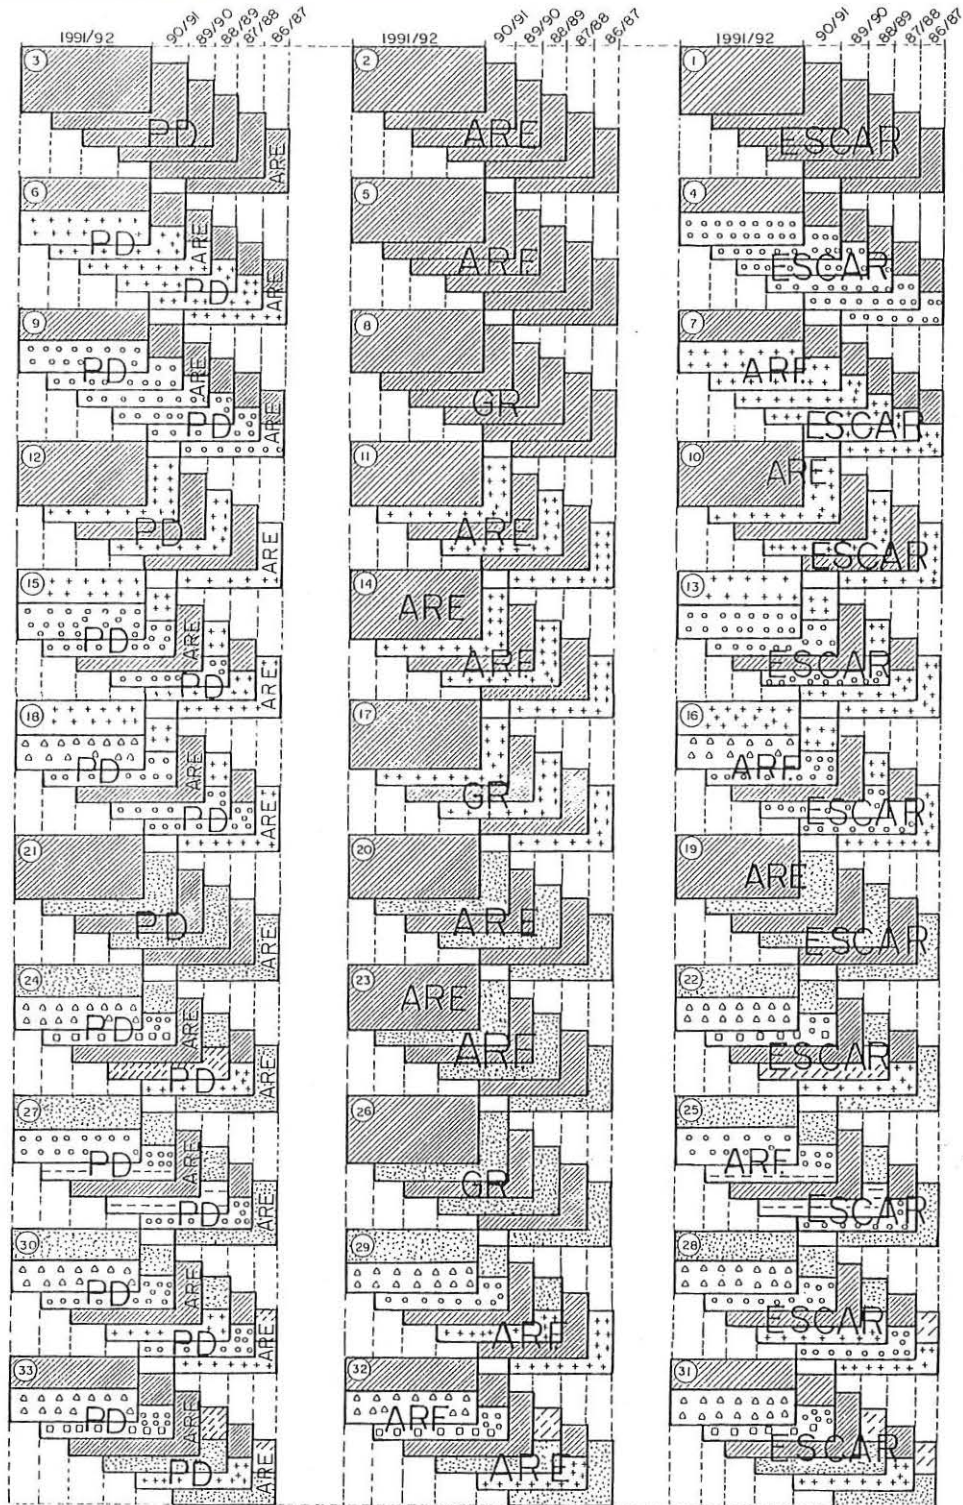 1991/92 90/91 89/90 88/89 87/88 86/87 1991/92 90/91 89/90 88/89 87/88 86/87 1991/92 90/91 89/90 88/89 87/88 86/87
3 2 1
PD ARE ARE ESCAR
6 5 4
PD ARE ARE ESCAR
PD ARE
9 8 7
PD ARE GR ARE
PD ARE ESCAR
12 11 10
ARE
PD ARE ARE ESCAR
15 14 13
ARE
PD ARE ARE ESCAR
PD ARE
18 17 16
PD ARE GR ARE
PD ARE ESCAR
21 20 19
ARE
PD ARE ARE ESCAR
24 23 22
ARE
PD ARE ARE ESCAR
PD ARE
27 26 25
PD ARE GR ARE
PD ARE ESCAR
30 29 28
PD ARE ESCAR
PD ARE ARE
33 32 31
PD ARE ARE ESCAR
PD ARE ARE